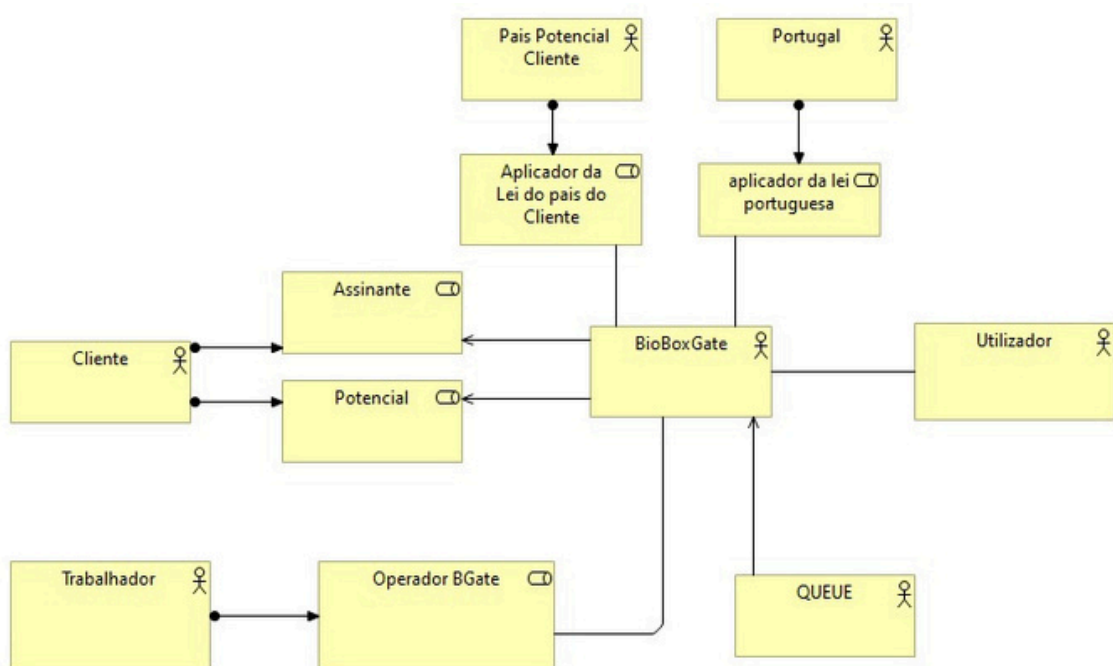 Pais Potencial
Cliente
Portugal
Aplicador da
Lei do pais do
Cliente
aplicador da lei
portuguesa
Assinante
Cliente
Potencial
BioBoxGate
Utilizador
Trabalhador
Operador BGate
QUEUE